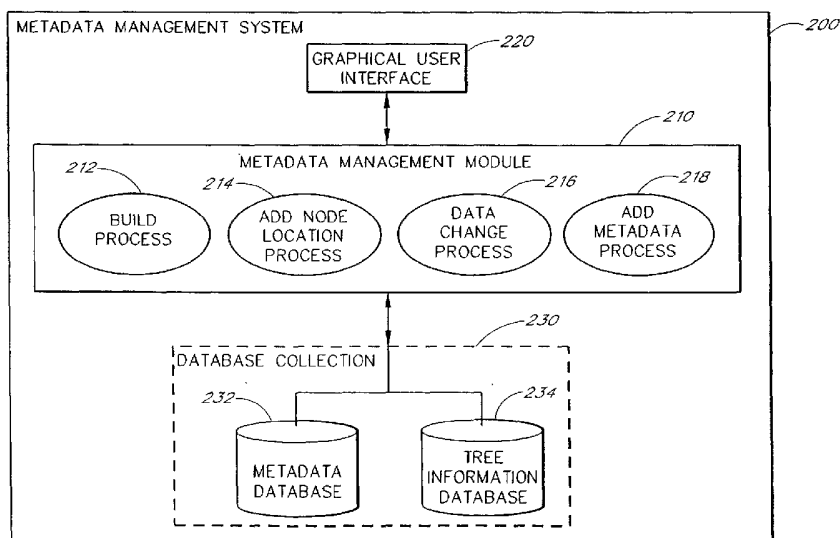 METADATA MANAGEMENT SYSTEM
200
GRAPHICAL USER
INTERFACE
220
210
METADATA MANAGEMENT MODULE
212
BUILD
PROCESS
214
ADD NODE
LOCATION
PROCESS
216
DATA
CHANGE
PROCESS
218
ADD
METADATA
PROCESS
230
DATABASE COLLECTION
232
METADATA
DATABASE
234
TREE
INFORMATION
DATABASE